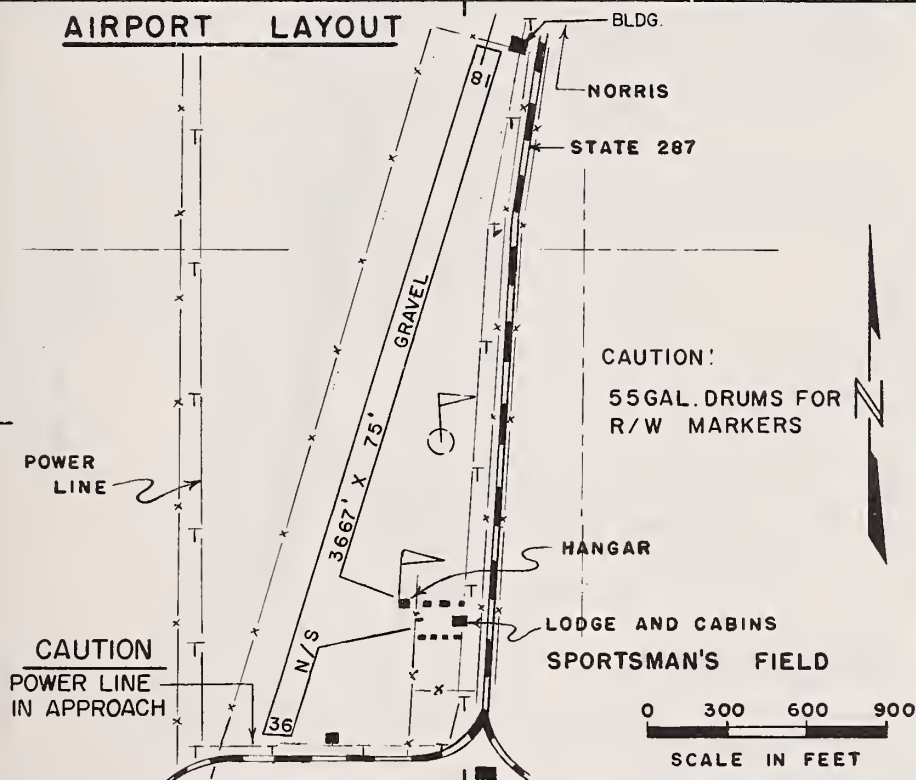 AIRPORT LAYOUT
BLDG.
NORRIS
STATE 287
18
GRAVEL
3667' X 75'
N/S
36
CAUTION!
55GAL. DRUMS FOR
R/W MARKERS
N
POWER
LINE
HANGAR
LODGE AND CABINS
SPORTSMAN'S FIELD
CAUTION
POWER LINE
IN APPROACH
0 300 600 900
SCALE IN FEET